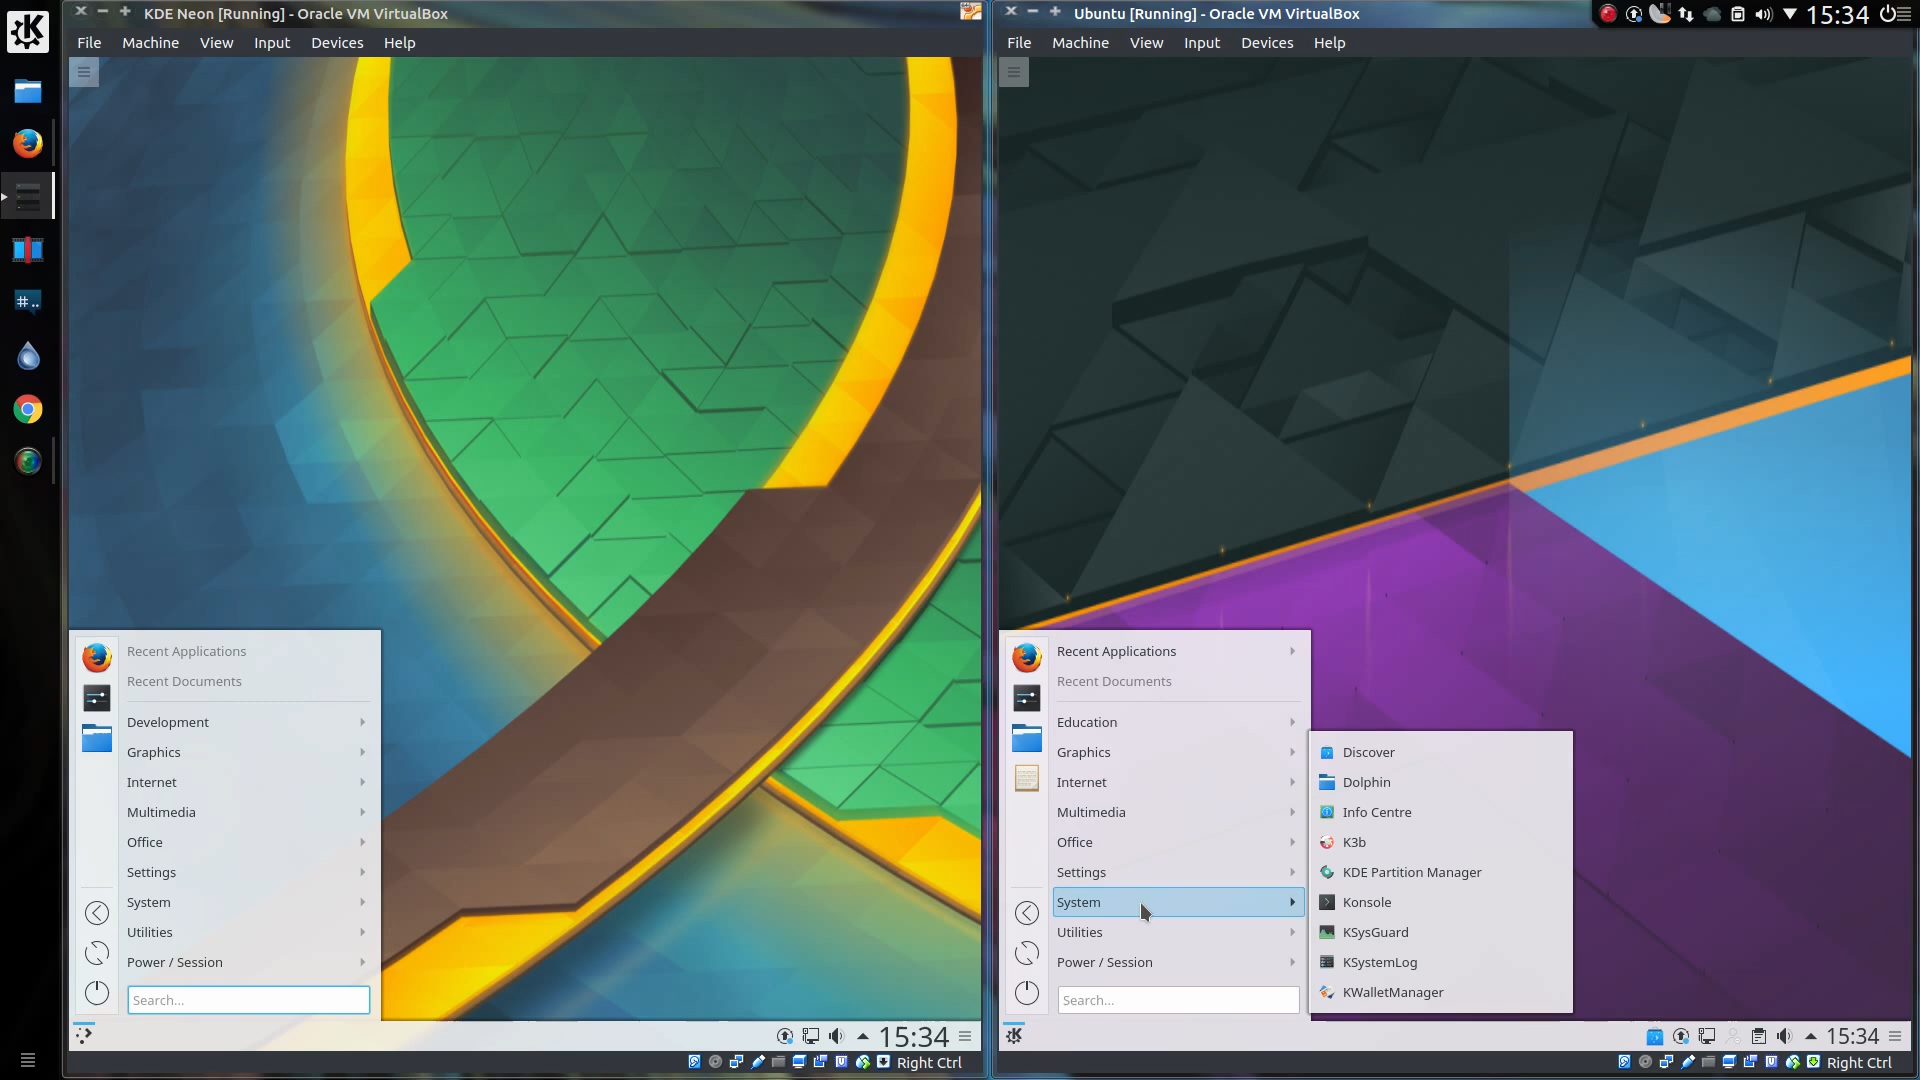 KDE Neon [Running] - Oracle VM VirtualBox
File Machine View Input Devices Help
Recent Applications
Recent Documents
Development
Graphics
Internet
Multimedia
Office
Settings
System
Utilities
Power / Session
Search...
15:34
Right Ctrl
Ubuntu [Running] - Oracle VM VirtualBox
15:34
File Machine View Input Devices Help
Recent Applications
Recent Documents
Education
Graphics
Internet
Multimedia
Office
Settings
System
Utilities
Power / Session
Search...
Discover
Dolphin
Info Centre
K3b
KDE Partition Manager
Konsole
KSysGuard
KSystemLog
KWalletManager
15:34
Right Ctrl